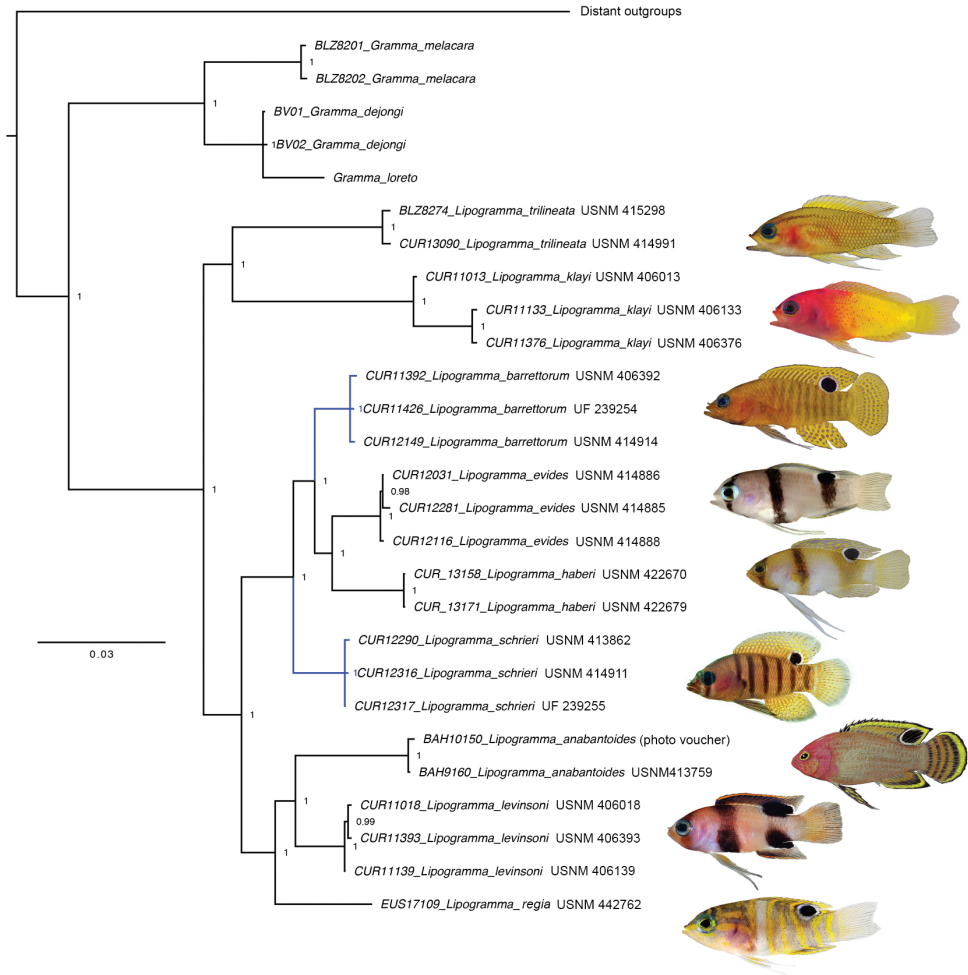 Distant outgroups
BLZ8201_Gramma_melacara
1
BLZ8202_Gramma_melacara
1
BV01_Gramma_dejongi
1BV02_Gramma_dejongi
Gramma_loreto
BLZ8274_Lipogramma_trilineata USNM 415298
1
CUR13090_Lipogramma_trilineata USNM 414991
1
CUR11013_Lipogramma_klayi USNM 406013
1
1
CUR11133_Lipogramma_klayi USNM 406133
1
CUR11376_Lipogramma_klayi USNM 406376
CUR11392_Lipogramma_barrettorum USNM 406392
1CUR11426_Lipogramma_barrettorum UF 239254
CUR12149_Lipogramma_barrettorum USNM 414914
CUR12031_Lipogramma_evides USNM 414886
1
0.98
1
CUR12281_Lipogramma_evides USNM 414885
1
CUR12116_Lipogramma_evides USNM 414888
1
CUR_13158_Lipogramma_haberi USNM 422670
1
1
CUR_13171_Lipogramma_haberi USNM 422679
CUR12290_Lipogramma_schrieri USNM 413862
0.03
1CUR12316_Lipogramma_schrieri USNM 414911
CUR12317_Lipogramma_schrieri UF 239255
1
BAH10150_Lipogramma_anabantoides (photo voucher)
1
BAH9160_Lipogramma_anabantoides USNM413759
1
CUR11018_Lipogramma_levinsoni USNM 406018
0.99
CUR11393_Lipogramma_levinsoni USNM 406393
1
1
CUR11139_Lipogramma_levinsoni USNM 406139
EUS17109_Lipogramma_regia USNM 442762